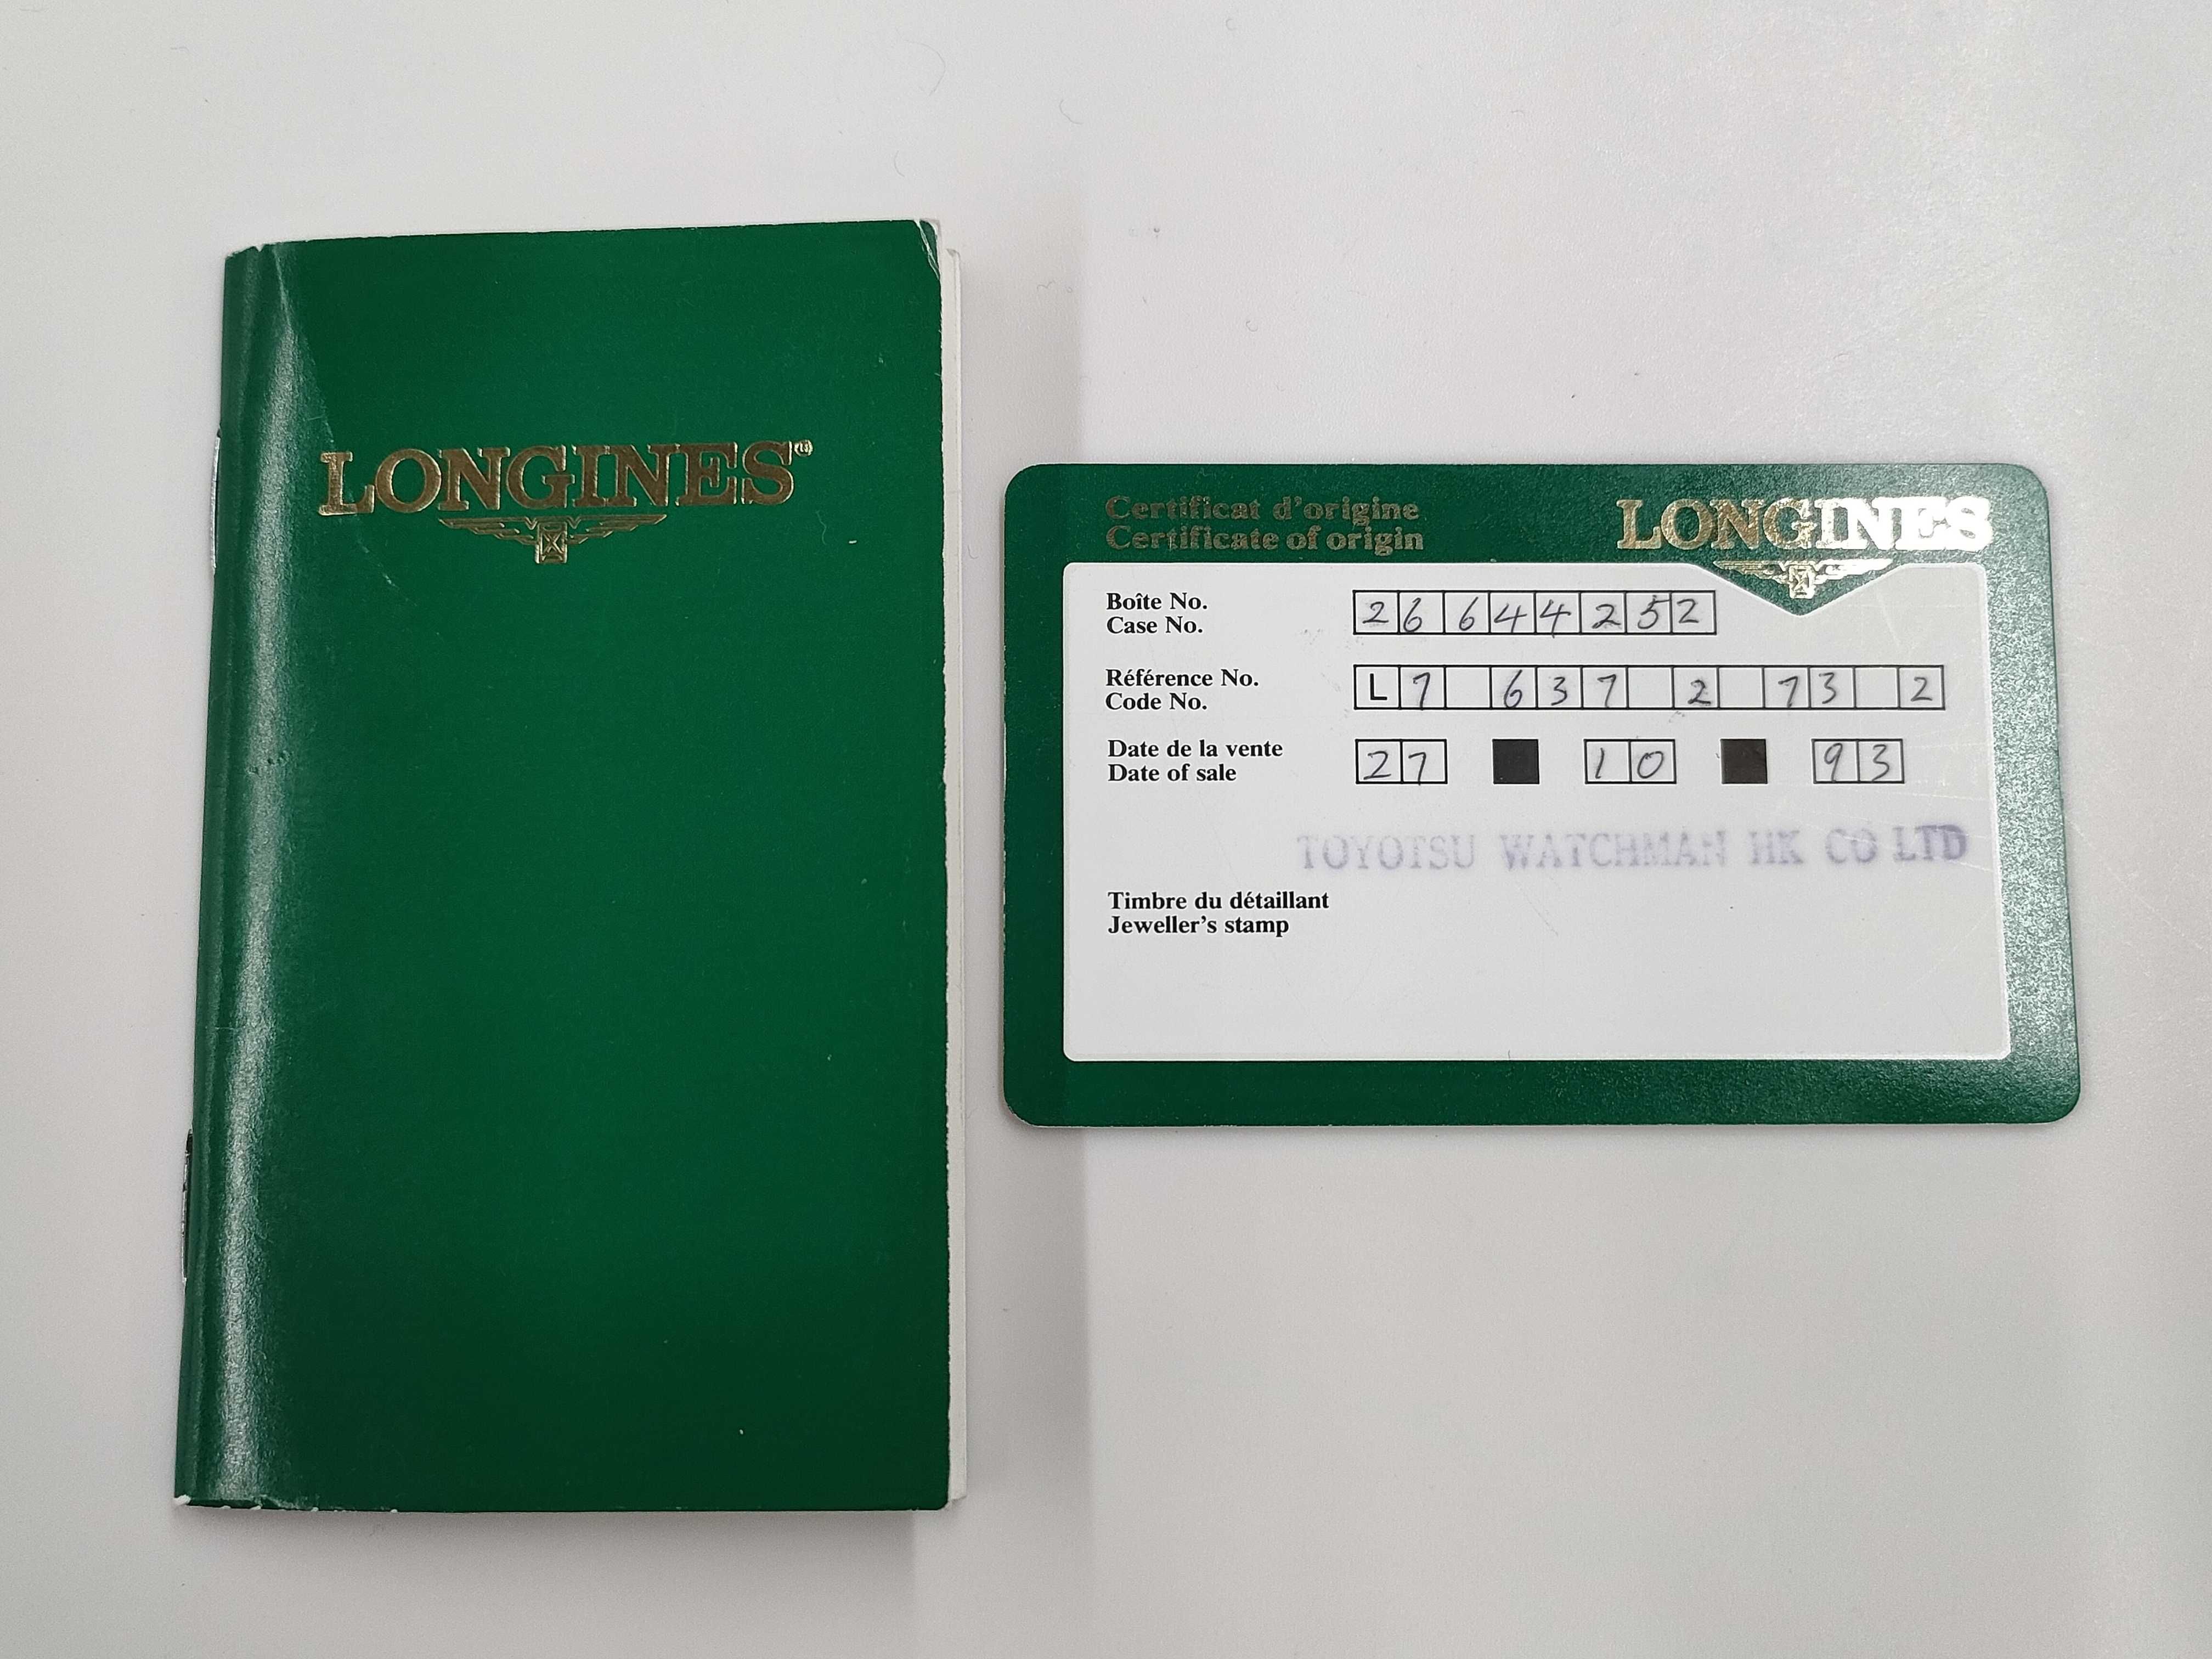 LONGINES®
Certificat d'origine
Certificate of origin
LONGINES
Boîte No.
Case No.
26644252
Référence No.
Code No.
L7 637 2 73 2
Date de la vente
Date of sale
27 ■ 10 ■ 93
TOYOTSU WATCHMAN HK CO LTD
Timbre du détaillant
Jeweller's stamp